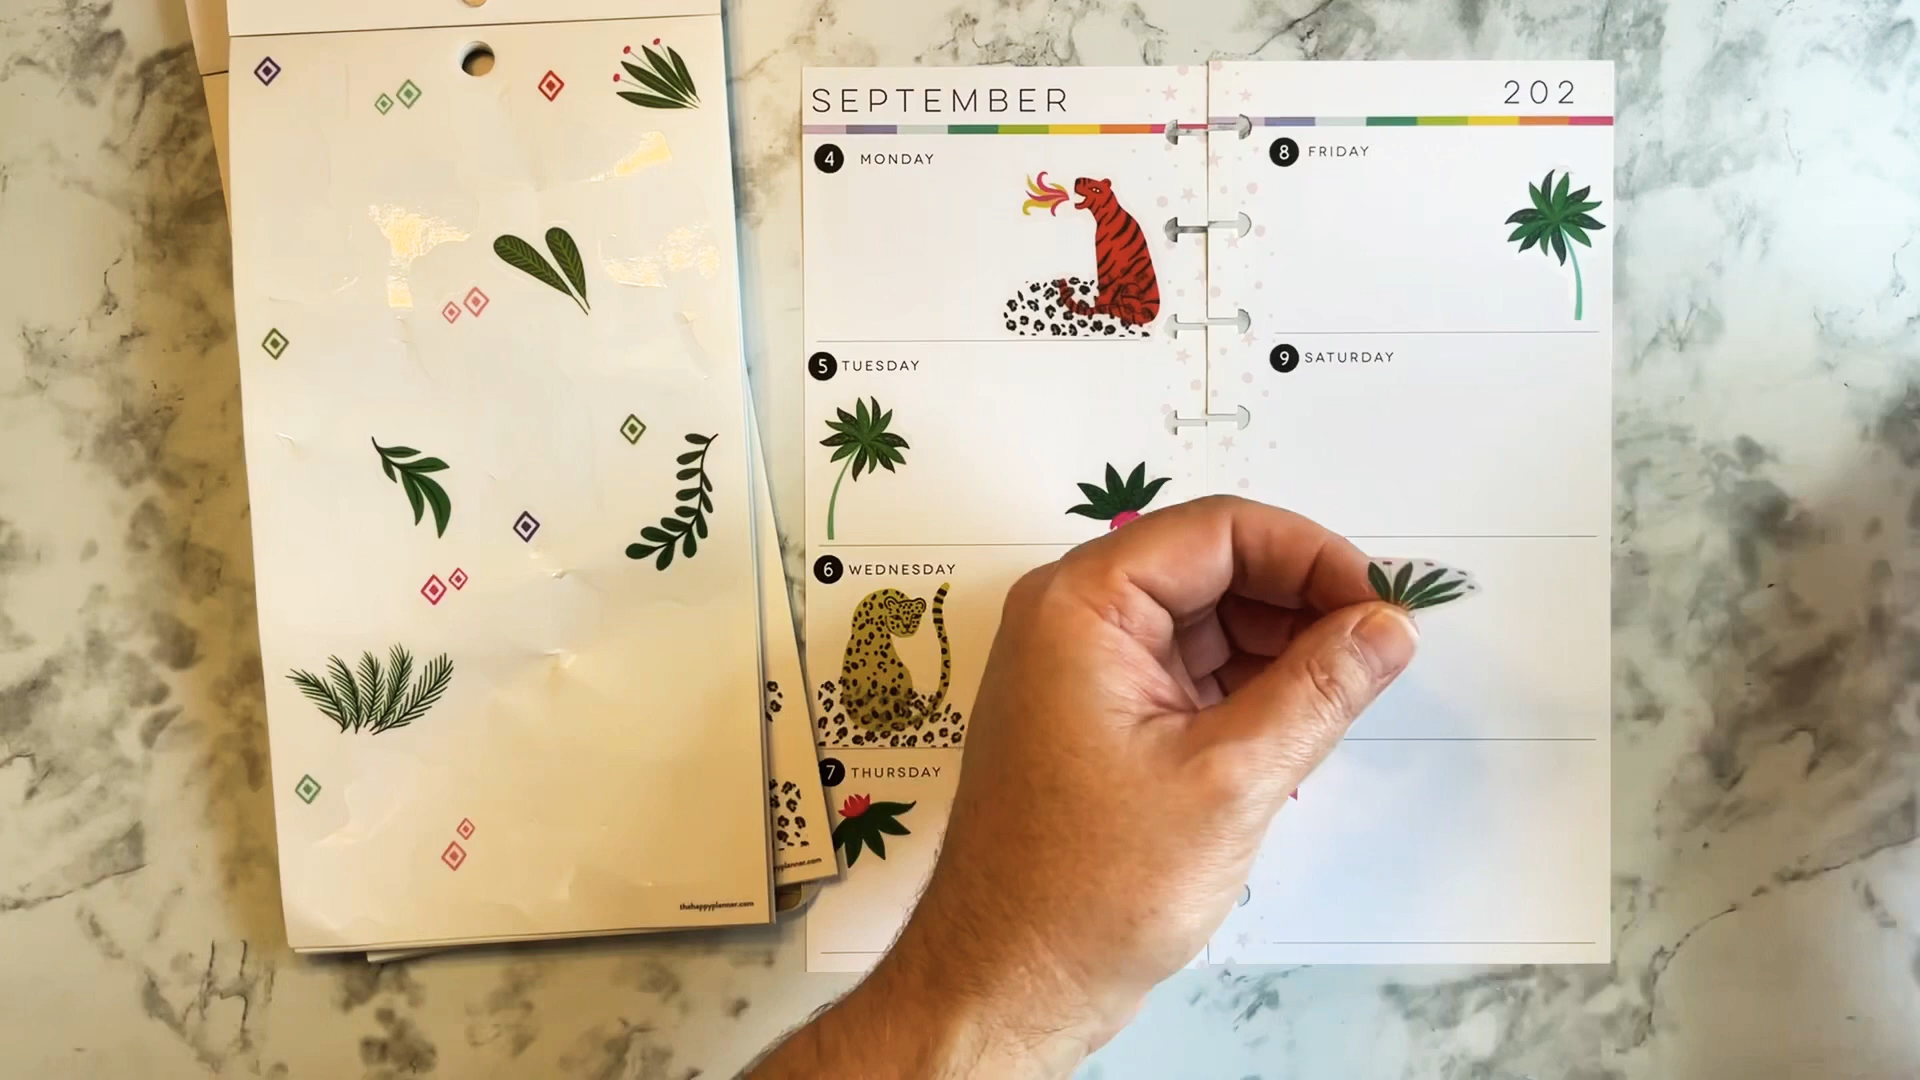 SEPTEMBER
202
4 MONDAY
5 TUESDAY
6 WEDNESDAY
7 THURSDAY
8 FRIDAY
9 SATURDAY
thehappyplanner.com